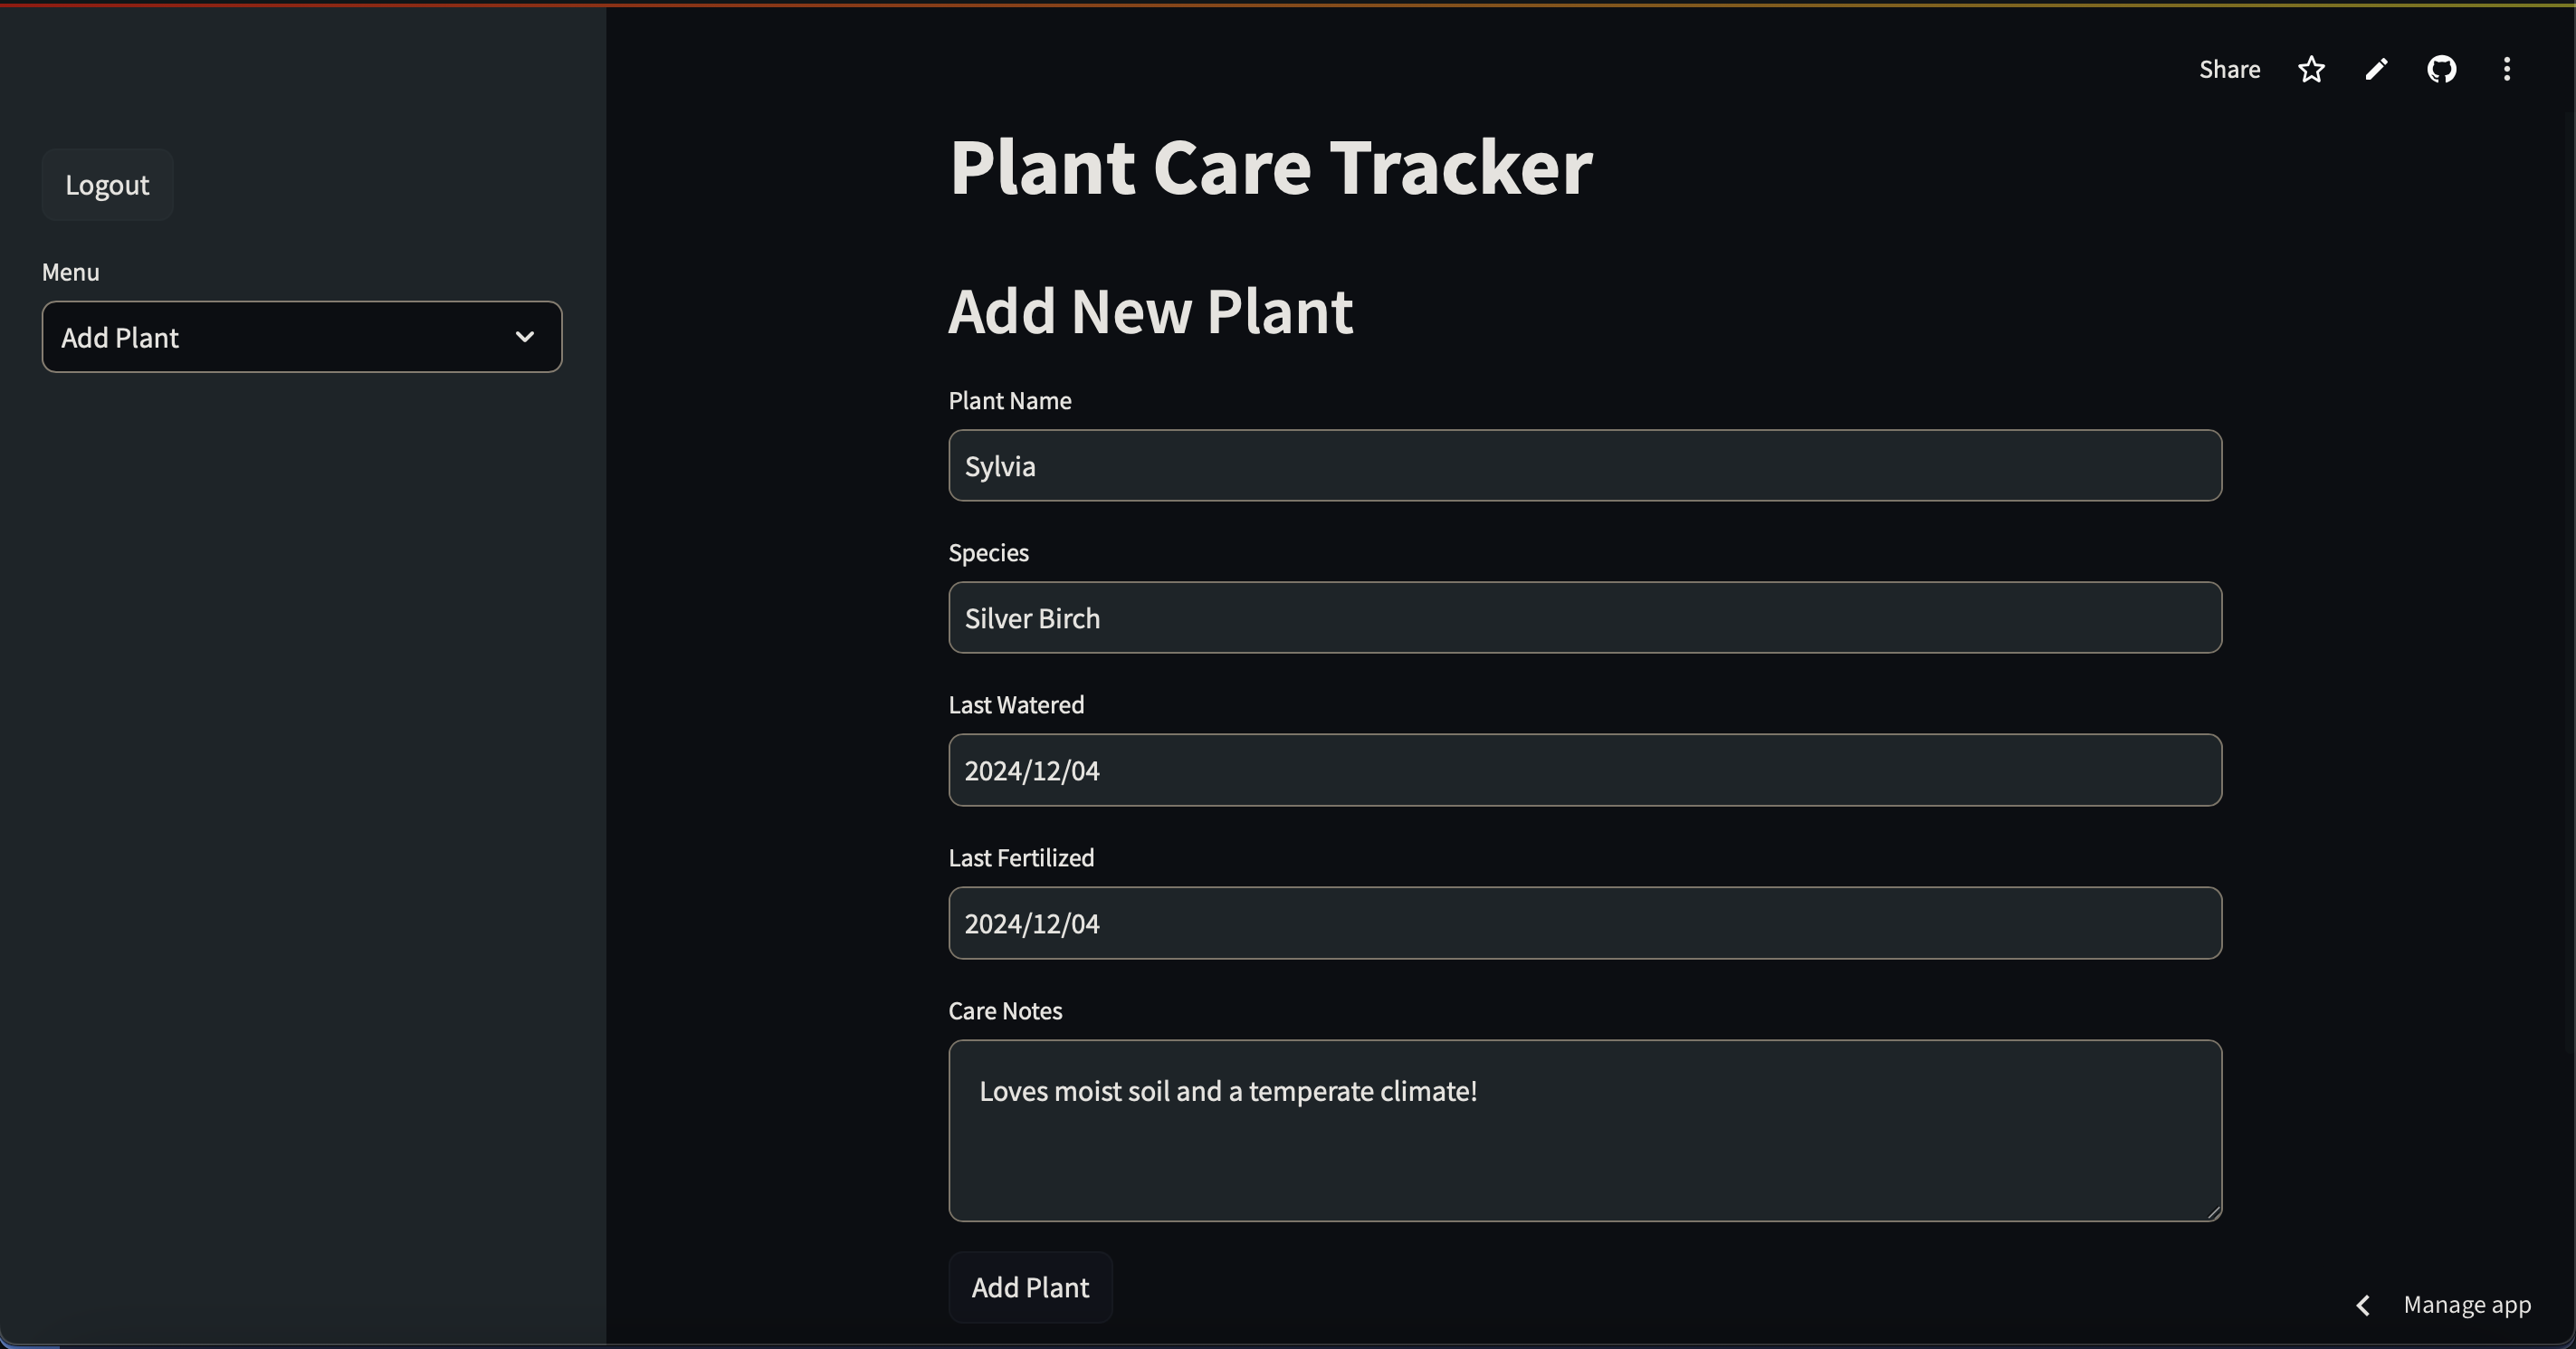 Share
Logout
Menu
Add Plant
Plant Care Tracker
Add New Plant
Plant Name
Sylvia
Species
Silver Birch
Last Watered
2024/12/04
Last Fertilized
2024/12/04
Care Notes
Loves moist soil and a temperate climate!
Add Plant
Manage app